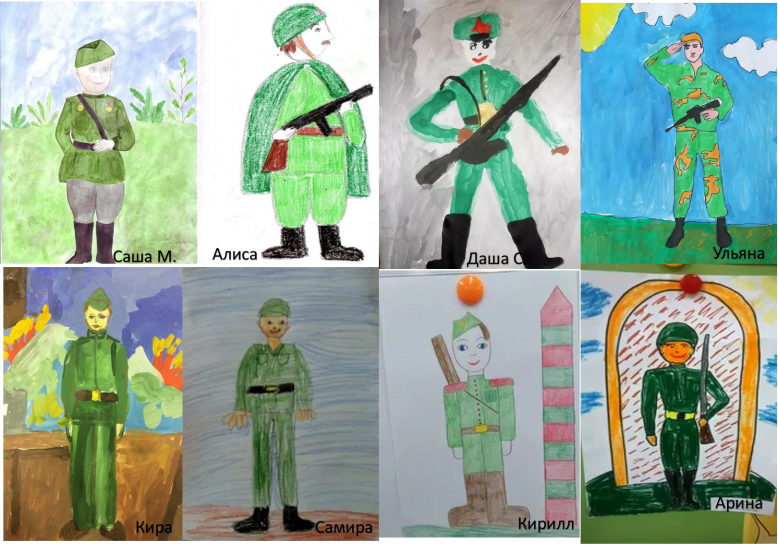 Саша М.
Алиса
Даша С
Ульяна
Кира
Самира
Кирилл
Арина